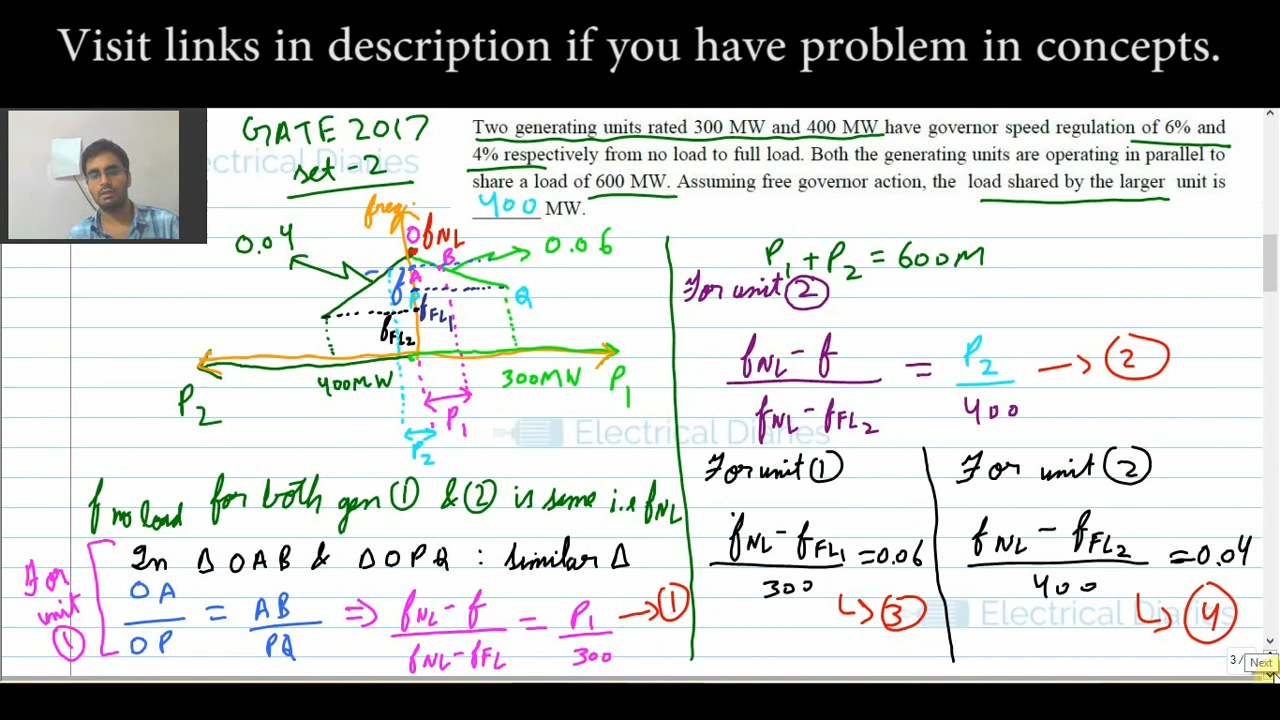 Visit links in description if you have problem in concepts.
GATE 2017
set-2
Two generating units rated 300 MW and 400 MW have governor speed regulation of 6% and
4% respectively from no load to full load. Both the generating units are operating in parallel to
share a load of 600 MW. Assuming free governor action, the load shared by the larger unit is
400 MW.
Electrical Diaries
freq.
0.04
O fNL
B
0.06
A
f
P
Q
fFL1
fFL2
400MW
300MW
P2
P1
P1
P2
Electrical Diaries
f no load for both gen ① & ② is same i.e fNL
For unit ①
In Δ OAB & Δ OPQ : similar Δ
OA / OP = AB / PQ ⇒ fNL - f / fNL - fFL = P1 / 300 → ①
P1 + P2 = 600M
For unit ②
fNL - f / fNL - fFL2 = P2 / 400 → ②
For unit ①
fNL - fFL1 / 300 = 0.06
↳ ③
For unit ②
fNL - fFL2 / 400 = 0.04
↳ ④
Electrical Diaries
3 /
Next